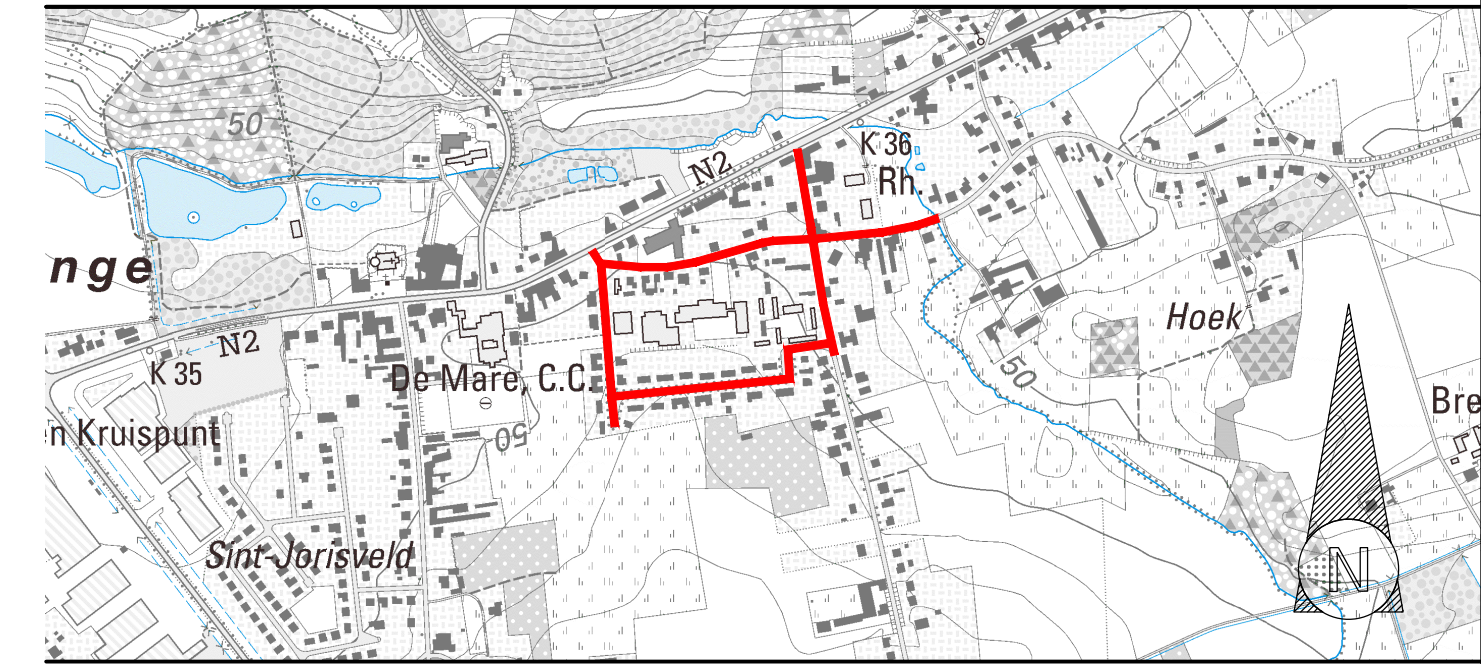 50
N2
K 36
Rh.
nge
Hoek
N2
K 35
De Mare, C.C.
50
Bre
n Kruispunt
50
Sint-Jorisveld
N